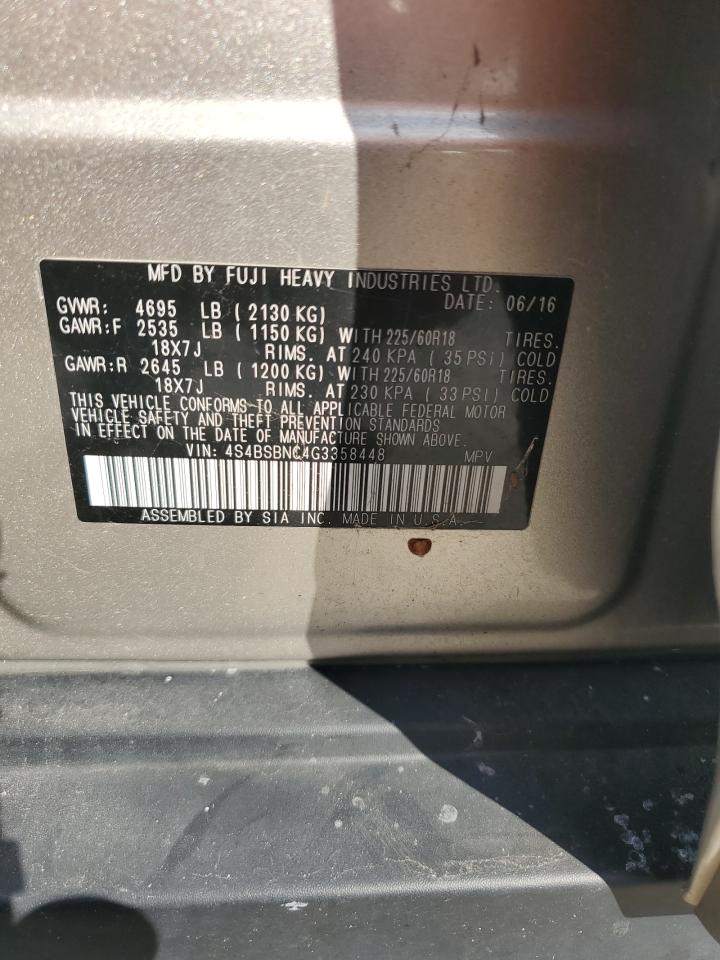 MFD BY FUJI HEAVY INDUSTRIES LTD.
DATE: 06/16
GVWR: 4695 LB (2130 KG)
GAWR:F 2535 LB (1150 KG) WITH 225/60R18 TIRES.
18X7J RIMS. AT 240 KPA (35 PSi) COLD
GAWR:R 2645 LB (1200 KG) WITH 225/60R18 TIRES.
18X7J RIMS. AT 230 KPA (33 PSI) COLD
THIS VEHICLE CONFORMS TO ALL APPLICABLE FEDERAL MOTOR
VEHICLE SAFETY AND THEFT PREVENTION STANDARDS
IN EFFECT ON THE DATE OF MANUFACTURE SHOWN ABOVE.
VIN: 4S4BSBNC4G3358448 MPV
ASSEMBLED BY SIA INC. MADE IN U.S.A.